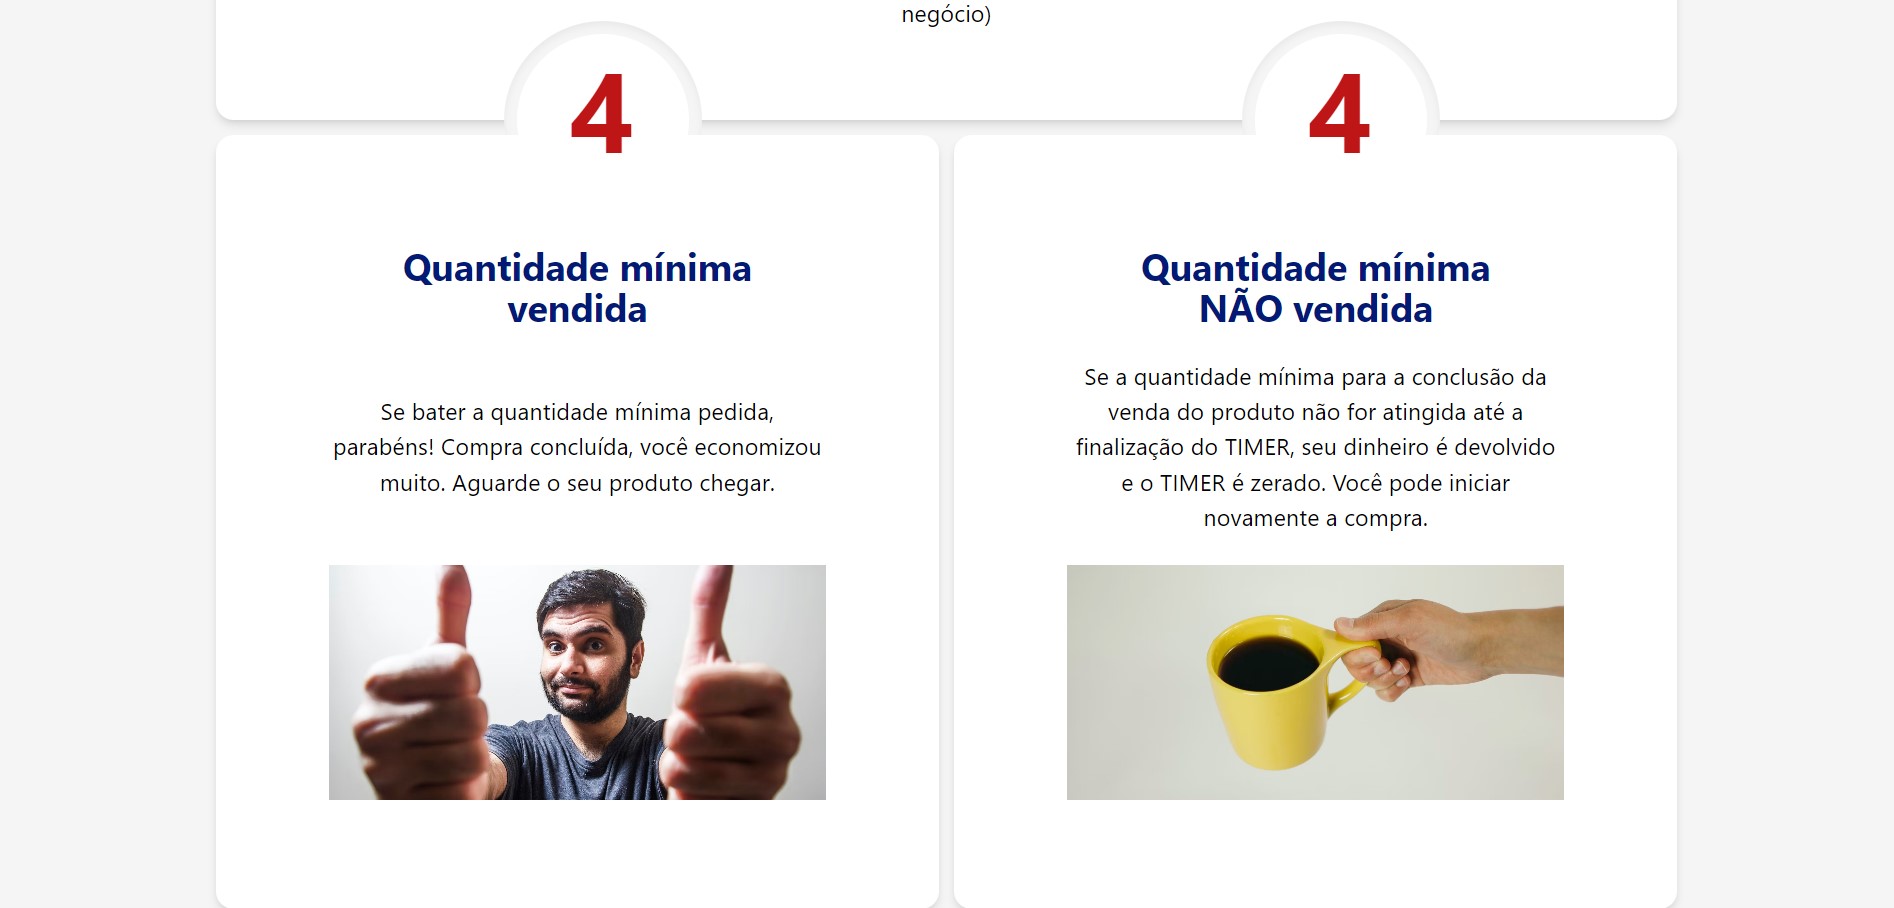 negócio)
4
Quantidade mínima
vendida
Se bater a quantidade mínima pedida,
parabéns! Compra concluída, você economizou
muito. Aguarde o seu produto chegar.
4
Quantidade mínima
NÃO vendida
Se a quantidade mínima para a conclusão da
venda do produto não for atingida até a
finalização do TIMER, seu dinheiro é devolvido
e o TIMER é zerado. Você pode iniciar
novamente a compra.